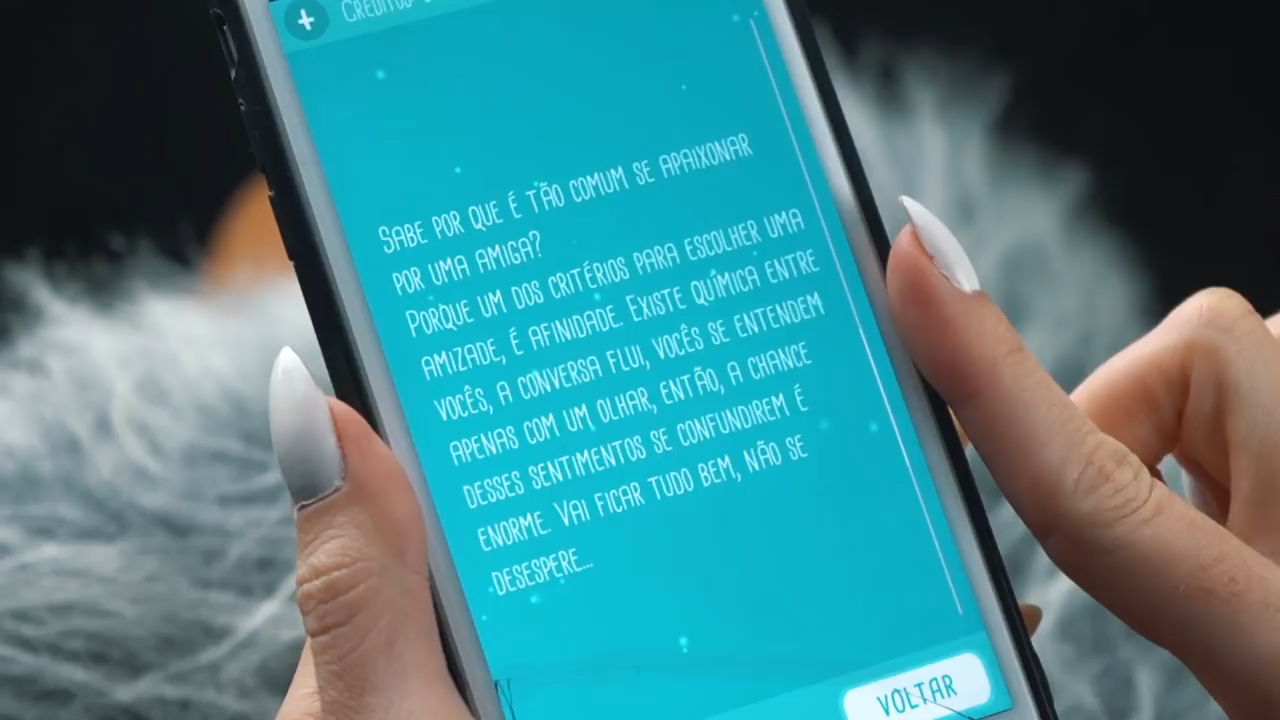 CRÉDITOS
SABE POR QUE É TÃO COMUM SE APAIXONAR
POR UMA AMIGA?
PORQUE UM DOS CRITÉRIOS PARA ESCOLHER UMA
AMIZADE, É AFINIDADE. EXISTE QUÍMICA ENTRE
VOCÊS, A CONVERSA FLUI, VOCÊS SE ENTENDEM
APENAS COM UM OLHAR, ENTÃO, A CHANCE
DESSES SENTIMENTOS SE CONFUNDIREM É
ENORME. VAI FICAR TUDO BEM, NÃO SE
DESESPERE...
VOLTAR